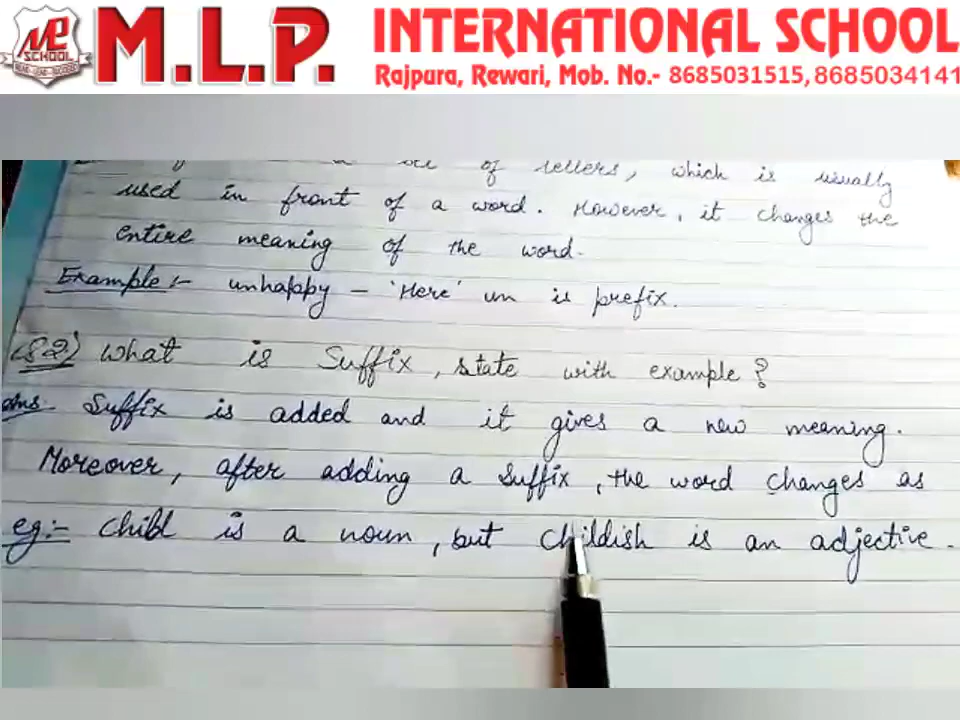 MLP
SCHOOL
M.L.P. INTERNATIONAL SCHOOL
Rajpura, Rewari, Mob. No.- 8685031515, 8685034141
of letters, which is usually
used in front of a word. However, it changes the
entire meaning of the word.
Example:- unhappy - 'Here' un is prefix.
What is Suffix, state with example?
Ans. Suffix is added and it gives a new meaning.
Moreover, after adding a Suffix, the word changes as
eg:- Child is a noun, but Childish is an adjective.